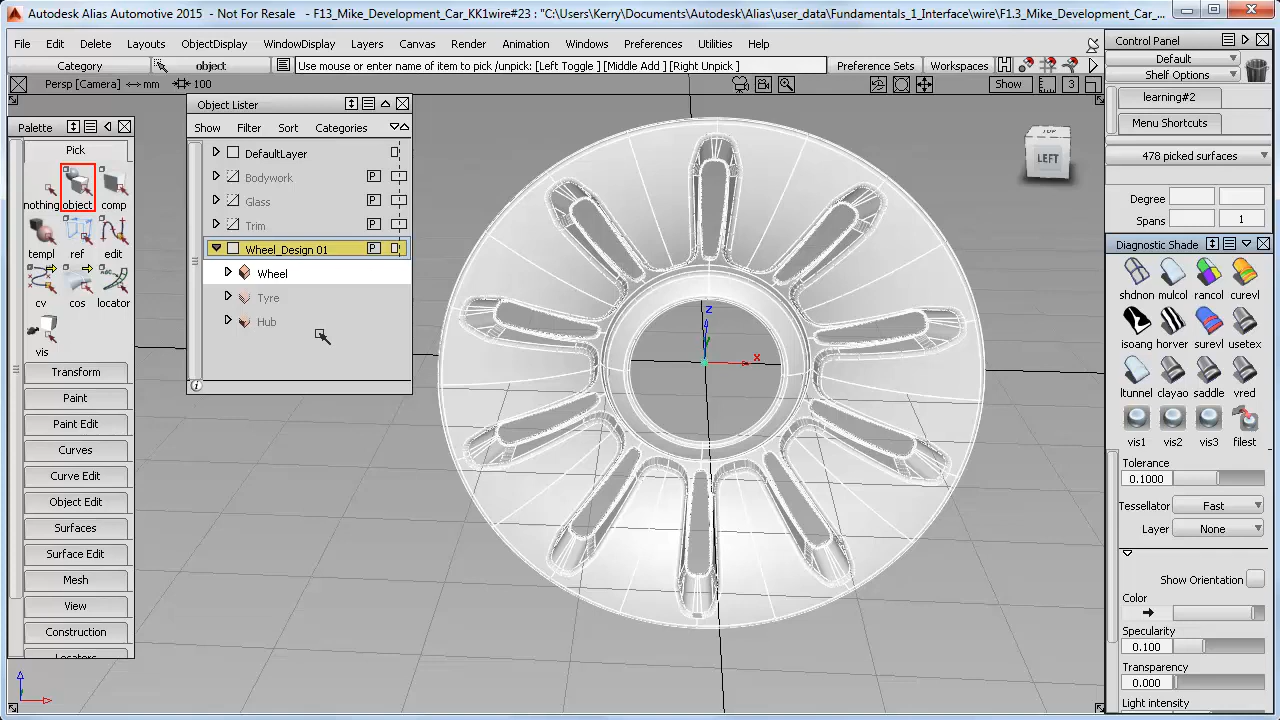 Autodesk Alias Automotive 2015 - Not For Resale - F13_Mike_Development_Car_KK1wire#23 : "C:\Users\Kerry\Documents\Autodesk\Alias\user_data\Fundamentals_1_Interface\wire\F1.3_Mike_Development_Car_...
File Edit Delete Layouts ObjectDisplay WindowDisplay Layers Canvas Render Animation Windows Preferences Utilities Help
Category object Use mouse or enter name of item to pick /unpick: [Left Toggle ] [Middle Add ] [Right Unpick ] Preference Sets Workspaces
Persp [Camera] <-> mm 100 Show 3
Control Panel
Default
Shelf Options
learning#2
Menu Shortcuts
478 picked surfaces
Degree
Spans 1
Palette
Pick
nothing object comp
templ ref edit
cv cos locator
vis
Transform
Paint
Paint Edit
Curves
Curve Edit
Object Edit
Surfaces
Surface Edit
Mesh
View
Construction
Locators
Object Lister
Show Filter Sort Categories
DefaultLayer
Bodywork P
Glass P
Trim P
Wheel_Design 01 P
Wheel
Tyre
Hub
Z
X
TOP
LEFT
Diagnostic Shade
shdnon mulcol rancol curevl
isoang horver surevl usetex
ltunnel clayao saddle vred
vis1 vis2 vis3 filest
Tolerance
0.1000
Tessellator Fast
Layer None
Show Orientation
Color
Specularity
0.100
Transparency
0.000
Light intensity